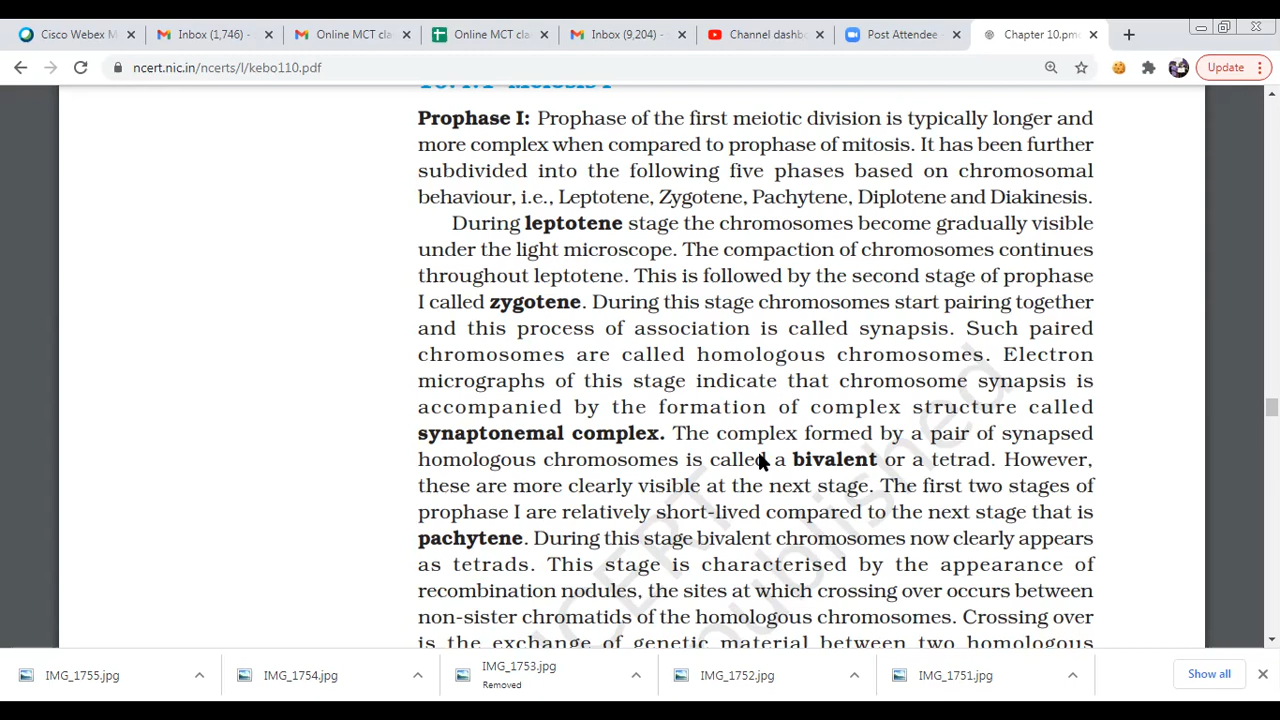 Cisco Webex M
Inbox (1,746) -
Online MCT cla
Online MCT cla
Inbox (9,204) -
Channel dashb
Post Attendee -
Chapter 10.pm
ncert.nic.in/ncerts/l/kebo110.pdf
Update
Prophase I: Prophase of the first meiotic division is typically longer and
more complex when compared to prophase of mitosis. It has been further
subdivided into the following five phases based on chromosomal
behaviour, i.e., Leptotene, Zygotene, Pachytene, Diplotene and Diakinesis.
During leptotene stage the chromosomes become gradually visible
under the light microscope. The compaction of chromosomes continues
throughout leptotene. This is followed by the second stage of prophase
I called zygotene. During this stage chromosomes start pairing together
and this process of association is called synapsis. Such paired
chromosomes are called homologous chromosomes. Electron
micrographs of this stage indicate that chromosome synapsis is
accompanied by the formation of complex structure called
synaptonemal complex. The complex formed by a pair of synapsed
homologous chromosomes is called a bivalent or a tetrad. However,
these are more clearly visible at the next stage. The first two stages of
prophase I are relatively short-lived compared to the next stage that is
pachytene. During this stage bivalent chromosomes now clearly appears
as tetrads. This stage is characterised by the appearance of
recombination nodules, the sites at which crossing over occurs between
non-sister chromatids of the homologous chromosomes. Crossing over
is the exchange of genetic material between two homologous
NCERT
published
IMG_1755.jpg
IMG_1754.jpg
IMG_1753.jpg
Removed
IMG_1752.jpg
IMG_1751.jpg
Show all